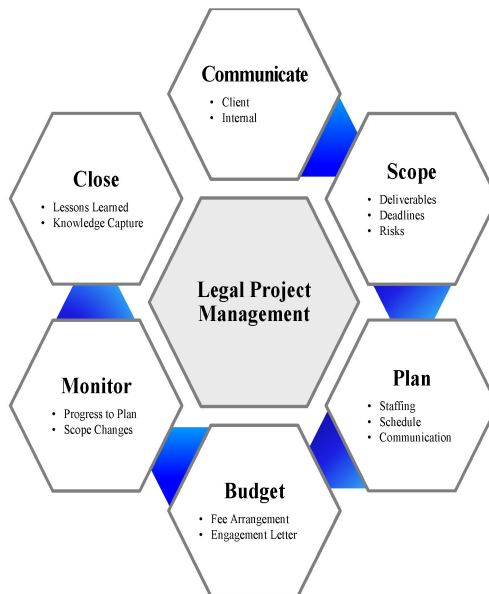 Communicate
• Client
• Internal
Scope
• Deliverables
• Deadlines
• Risks
Plan
• Staffing
• Schedule
• Communication
Budget
• Fee Arrangement
• Engagement Letter
Monitor
• Progress to Plan
• Scope Changes
Close
• Lessons Learned
• Knowledge Capture
Legal Project
Management